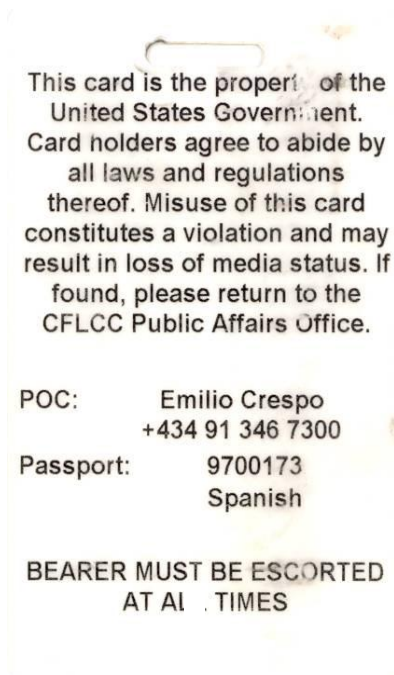 This card is the property of the
United States Government.
Card holders agree to abide by
all laws and regulations
thereof. Misuse of this card
constitutes a violation and may
result in loss of media status. If
found, please return to the
CFLCC Public Affairs Office.
POC: Emilio Crespo
+434 91 346 7300
Passport: 9700173
Spanish
BEARER MUST BE ESCORTED
AT ALL TIMES